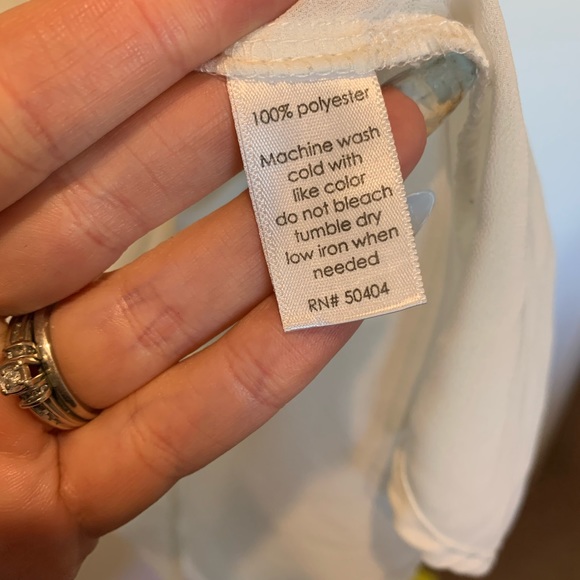 100% polyester
Machine wash
cold with
like color
do not bleach
tumble dry
low iron when
needed
RN# 50404